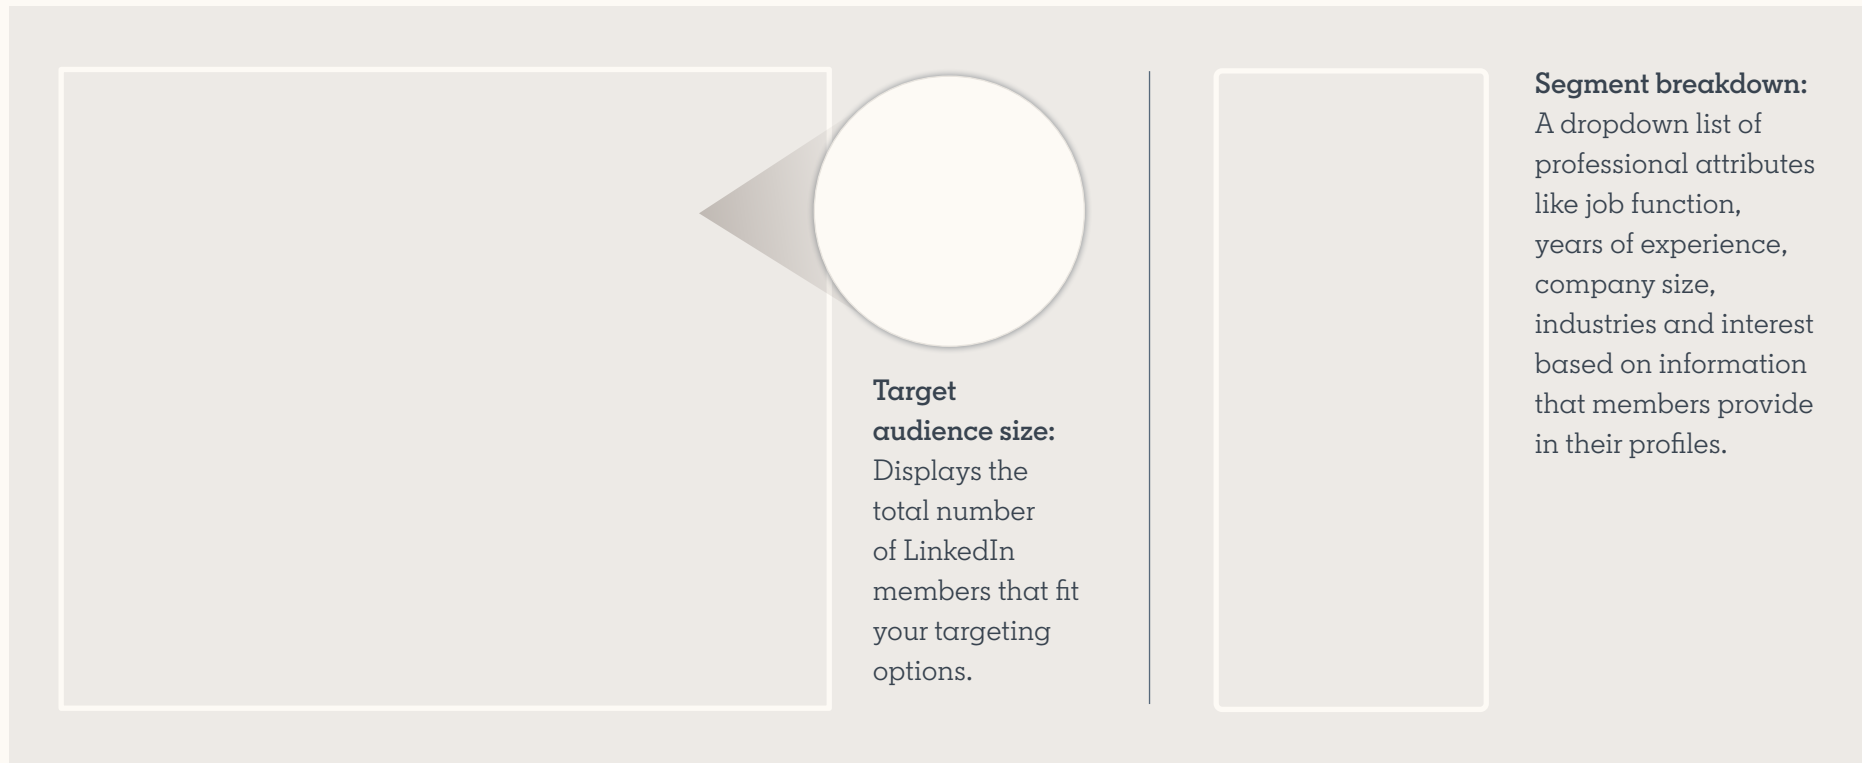 Target
audience size:
Displays the
total number
of LinkedIn
members that fit
your targeting
options.
Segment breakdown:
A dropdown list of
professional attributes
like job function,
years of experience,
company size,
industries and interest
based on information
that members provide
in their profiles.